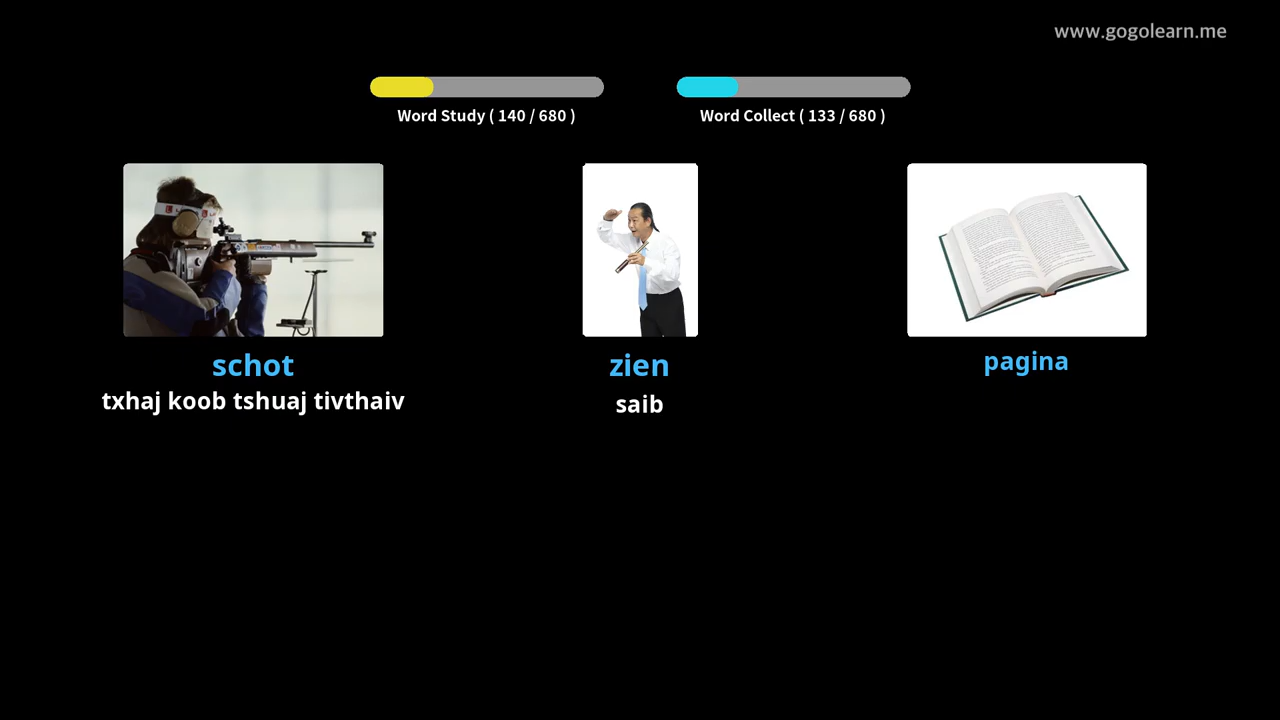 www.gogolearn.me
Word Study ( 140 / 680 )
Word Collect ( 133 / 680 )
schot
txhaj koob tshuaj tivthaiv
zien
saib
pagina